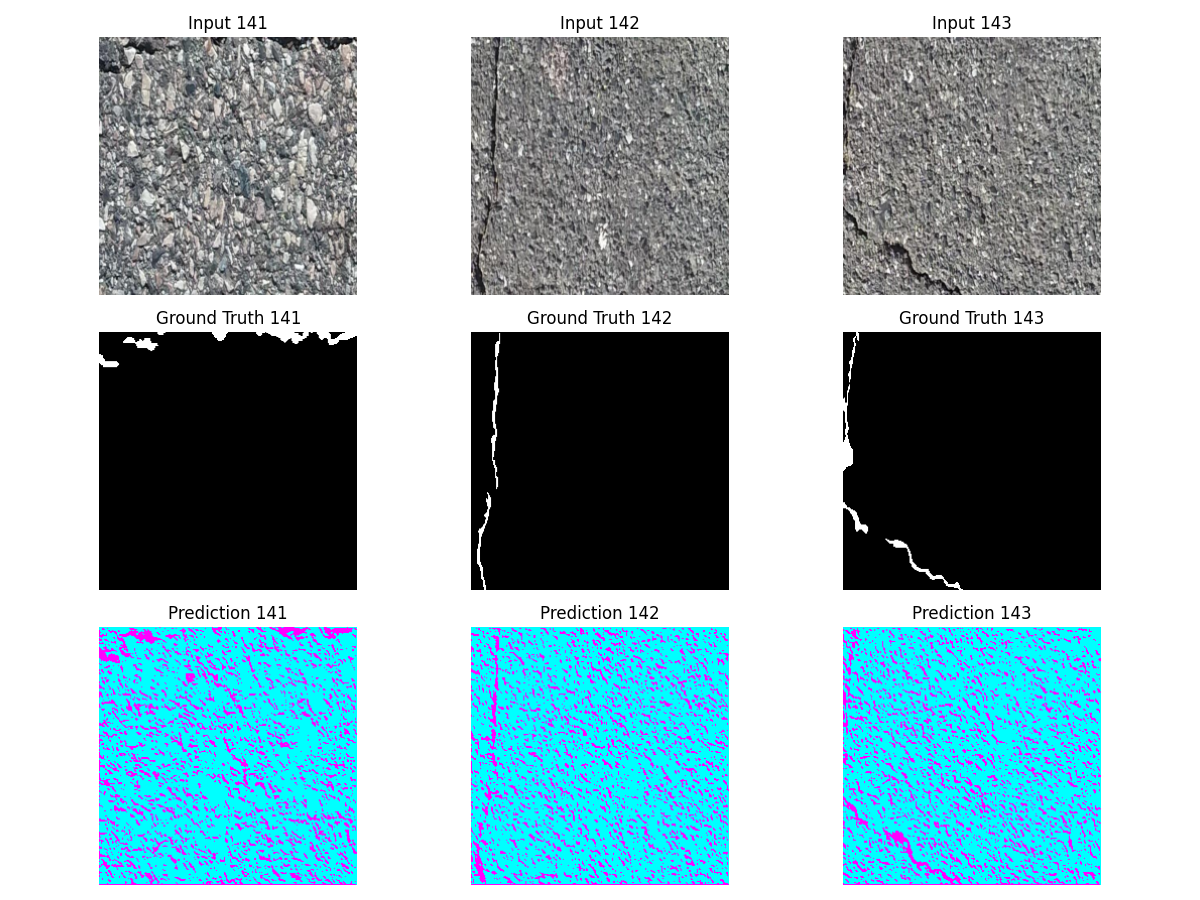 Input 141
Input 142
Input 143
Ground Truth 141
Ground Truth 142
Ground Truth 143
Prediction 141
Prediction 142
Prediction 143